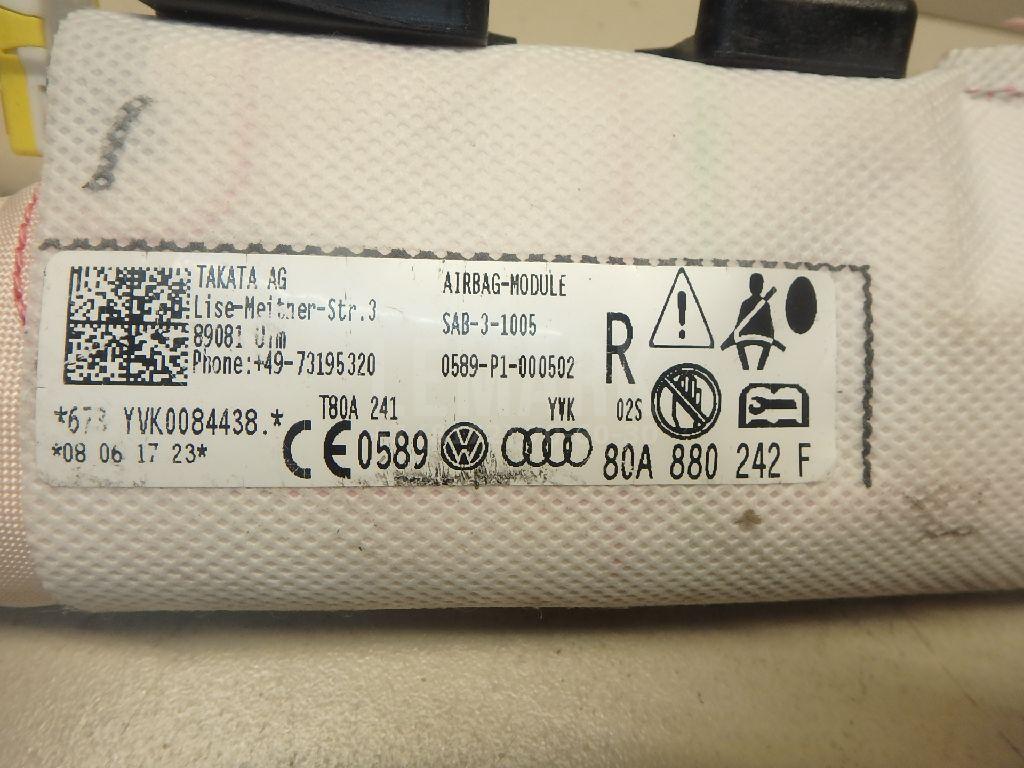 TAKATA AG
Lise-Meitner-Str.3
89081 Ulm
Phone:+49-73195320
AIRBAG-MODULE
SAB-3-1005
0589-P1-000502
R
*673 YVK0084438.*
*08 06 17 23*
T80A 241
YVK
02S
CE 0589
80A 880 242 F